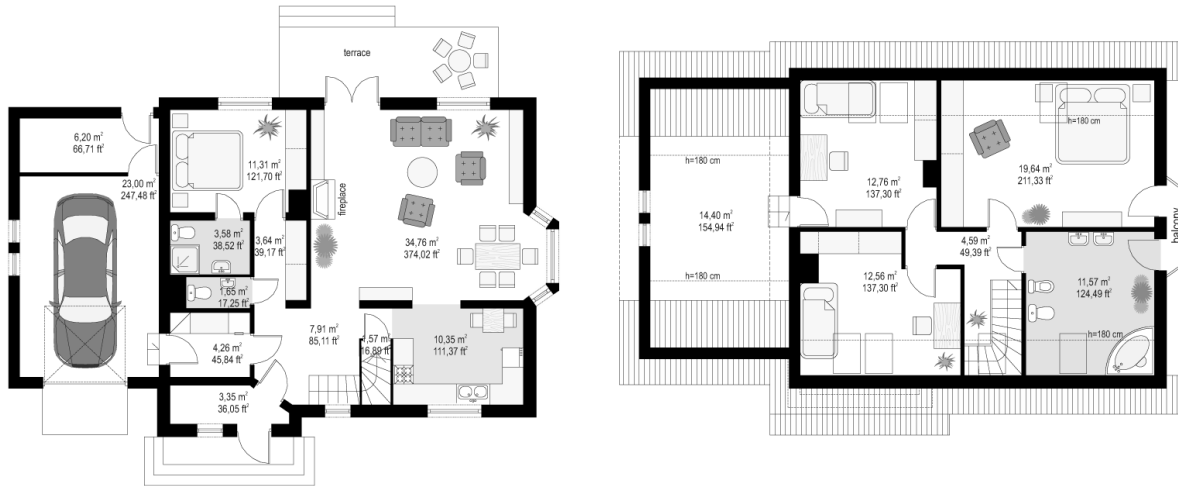 terrace
6,20 m²
66,71 ft²
23,00 m²
247,48 ft²
11,31 m²
121,70 ft²
fireplace
3,58 m²
38,52 ft²
3,64 m²
39,17 ft²
34,76 m²
374,02 ft²
1,65 m²
17,25 ft²
4,26 m²
45,84 ft²
7,91 m²
85,11 ft²
1,57 m²
16,89 ft²
10,35 m²
111,37 ft²
3,35 m²
36,05 ft²
h=180 cm
14,40 m²
154,94 ft²
h=180 cm
12,76 m²
137,30 ft²
h=180 cm
19,64 m²
211,33 ft²
12,56 m²
137,30 ft²
4,59 m²
49,39 ft²
11,57 m²
124,49 ft²
h=180 cm
balcony